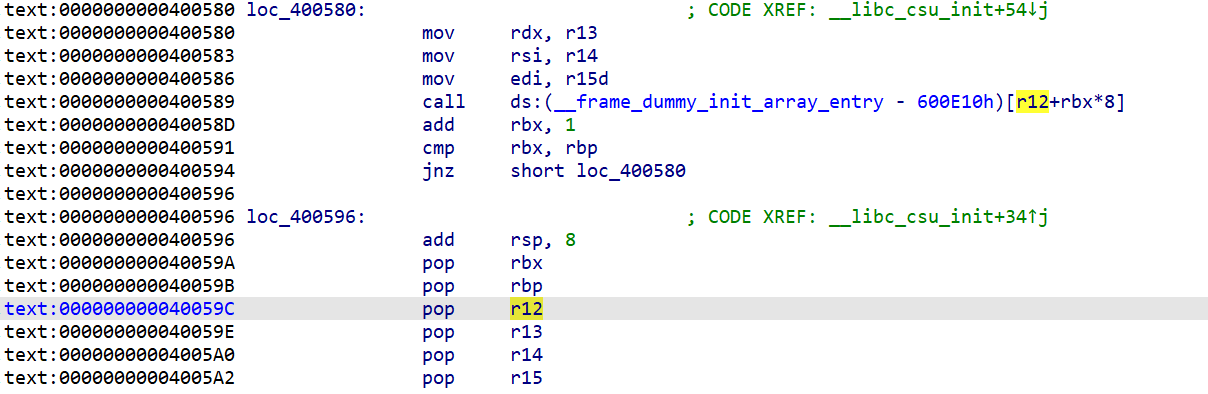 text:0000000000400580 loc_400580: ; CODE XREF: __libc_csu_init+54↓j
text:0000000000400580 mov rdx, r13
text:0000000000400583 mov rsi, r14
text:0000000000400586 mov edi, r15d
text:0000000000400589 call ds:(__frame_dummy_init_array_entry - 600E10h)[r12+rbx*8]
text:000000000040058D add rbx, 1
text:0000000000400591 cmp rbx, rbp
text:0000000000400594 jnz short loc_400580
text:0000000000400596
text:0000000000400596 loc_400596: ; CODE XREF: __libc_csu_init+34↑j
text:0000000000400596 add rsp, 8
text:000000000040059A pop rbx
text:000000000040059B pop rbp
text:000000000040059C pop r12
text:000000000040059E pop r13
text:00000000004005A0 pop r14
text:00000000004005A2 pop r15